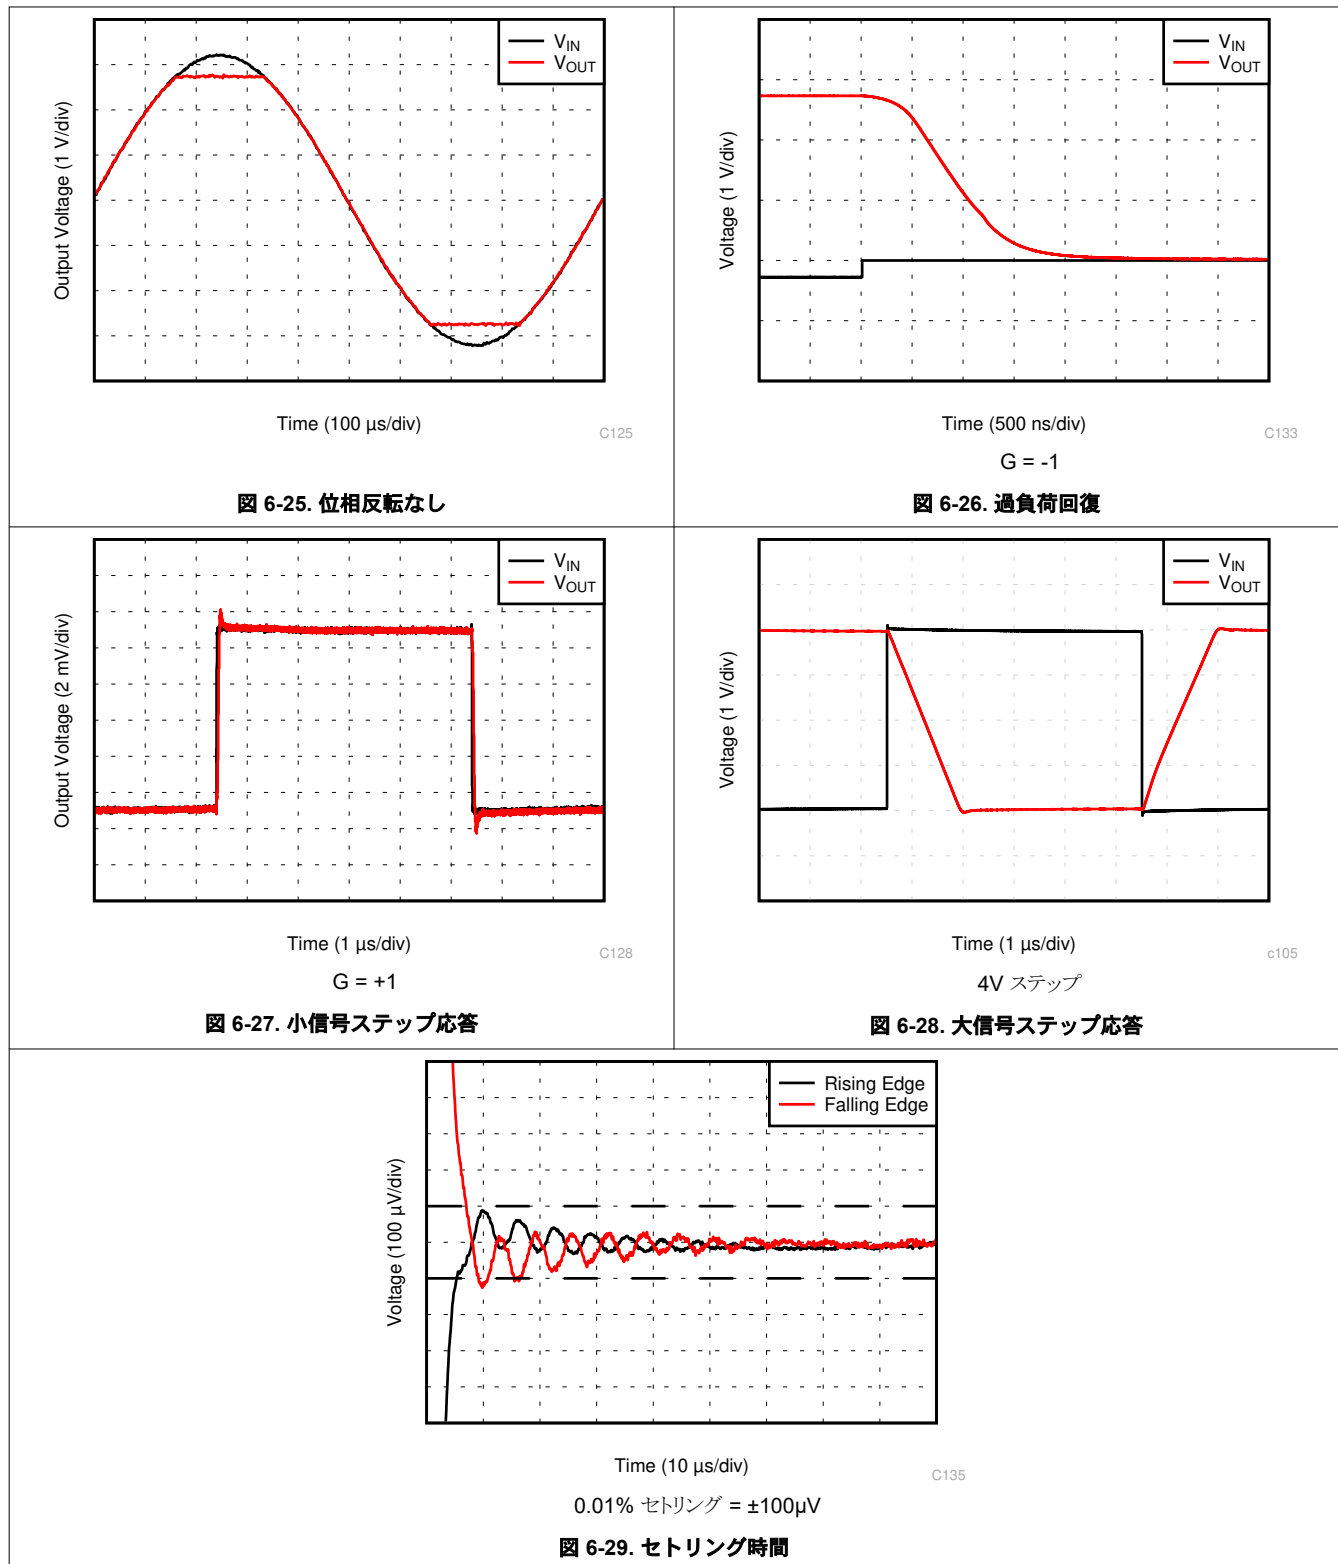 V_IN
V_OUT
Output Voltage (1 V/div)
Time (100 µs/div)
C125
図 6-25. 位相反転なし
V_IN
V_OUT
Voltage (1 V/div)
Time (500 ns/div)
C133
G = -1
図 6-26. 過負荷回復
V_IN
V_OUT
Output Voltage (2 mV/div)
Time (1 µs/div)
C128
G = +1
図 6-27. 小信号ステップ応答
V_IN
V_OUT
Voltage (1 V/div)
Time (1 µs/div)
c105
4V ステップ
図 6-28. 大信号ステップ応答
Rising Edge
Falling Edge
Voltage (100 µV/div)
Time (10 µs/div)
C135
0.01% セトリング = ±100µV
図 6-29. セトリング時間